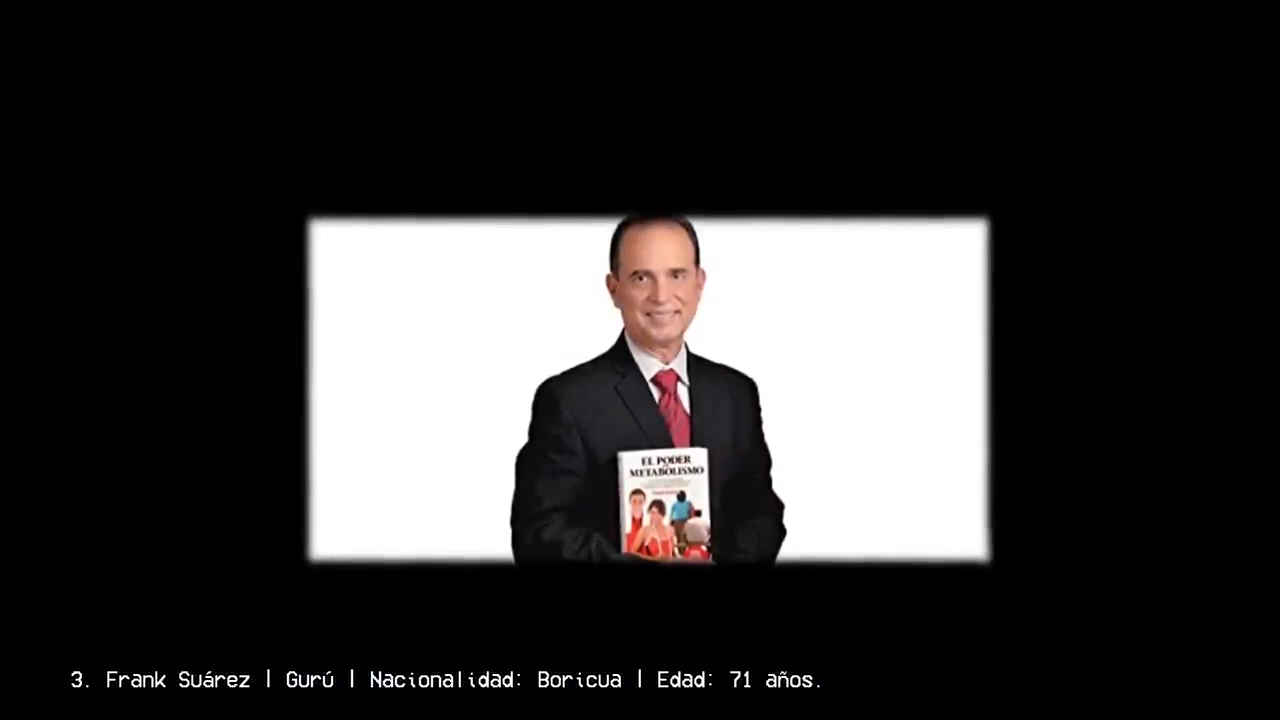 EL PODER
METABOLISMO
3. Frank Suárez | Gurú | Nacionalidad: Boricua | Edad: 71 años.